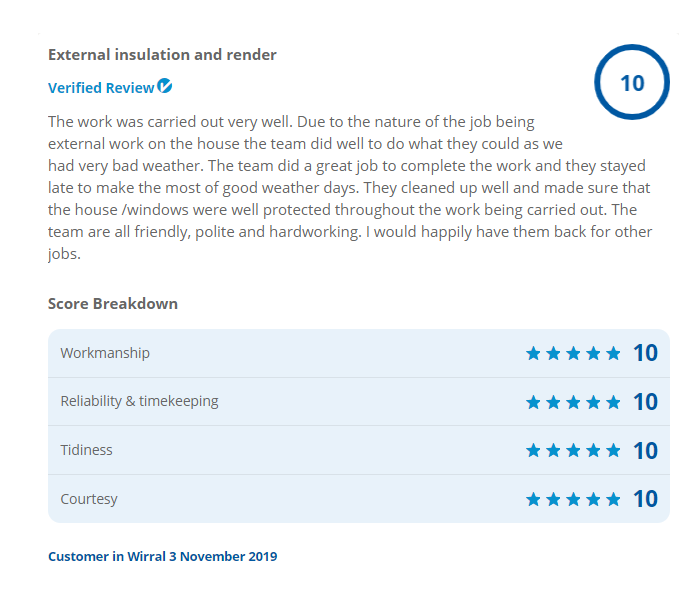 External insulation and render
10
Verified Review
The work was carried out very well. Due to the nature of the job being
external work on the house the team did well to do what they could as we
had very bad weather. The team did a great job to complete the work and they stayed
late to make the most of good weather days. They cleaned up well and made sure that
the house /windows were well protected throughout the work being carried out. The
team are all friendly, polite and hardworking. I would happily have them back for other
jobs.
Score Breakdown
Workmanship 10
Reliability & timekeeping 10
Tidiness 10
Courtesy 10
Customer in Wirral 3 November 2019